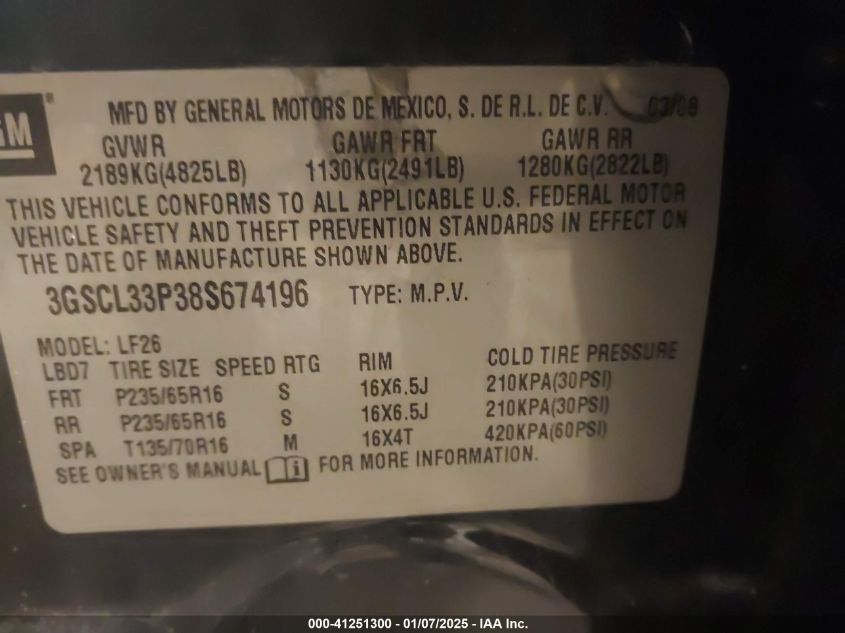 GM ®
MFD BY GENERAL MOTORS DE MEXICO, S. DE R.L. DE C.V. 03/08
GVWR GAWR FRT GAWR RR
2189KG(4825LB) 1130KG(2491LB) 1280KG(2822LB)
THIS VEHICLE CONFORMS TO ALL APPLICABLE U.S. FEDERAL MOTOR
VEHICLE SAFETY AND THEFT PREVENTION STANDARDS IN EFFECT ON
THE DATE OF MANUFACTURE SHOWN ABOVE.
3GSCL33P38S674196 TYPE: M.P.V.
MODEL: LF26
LBD7 TIRE SIZE SPEED RTG RIM COLD TIRE PRESSURE
FRT P235/65R16 S 16X6.5J 210KPA(30PSI)
RR P235/65R16 S 16X6.5J 210KPA(30PSI)
SPA T135/70R16 M 16X4T 420KPA(60PSI)
SEE OWNER'S MANUAL FOR MORE INFORMATION.
000-41251300 - 01/07/2025 - IAA Inc.